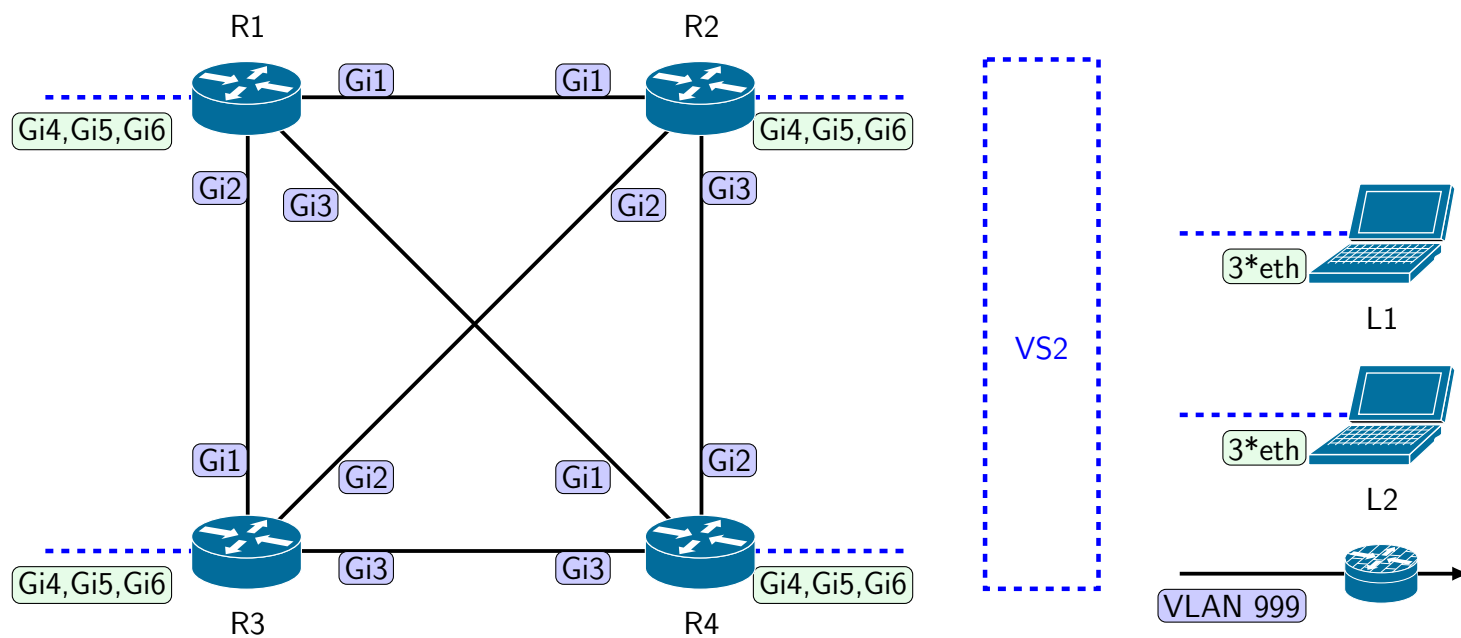 R1
R2
Gi1
Gi1
Gi4,Gi5,Gi6
Gi4,Gi5,Gi6
Gi2
Gi3
Gi2
Gi3
3*eth
L1
VS2
Gi1
Gi2
Gi1
Gi2
3*eth
L2
Gi4,Gi5,Gi6
Gi3
Gi3
Gi4,Gi5,Gi6
VLAN 999
R3
R4